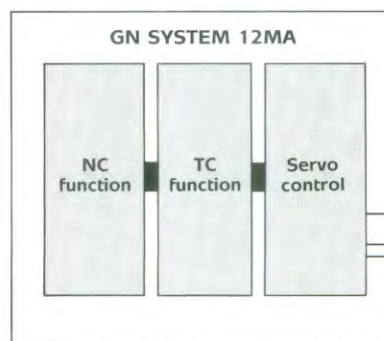 GN SYSTEM 12MA
NC
function
TC
function
Servo
control